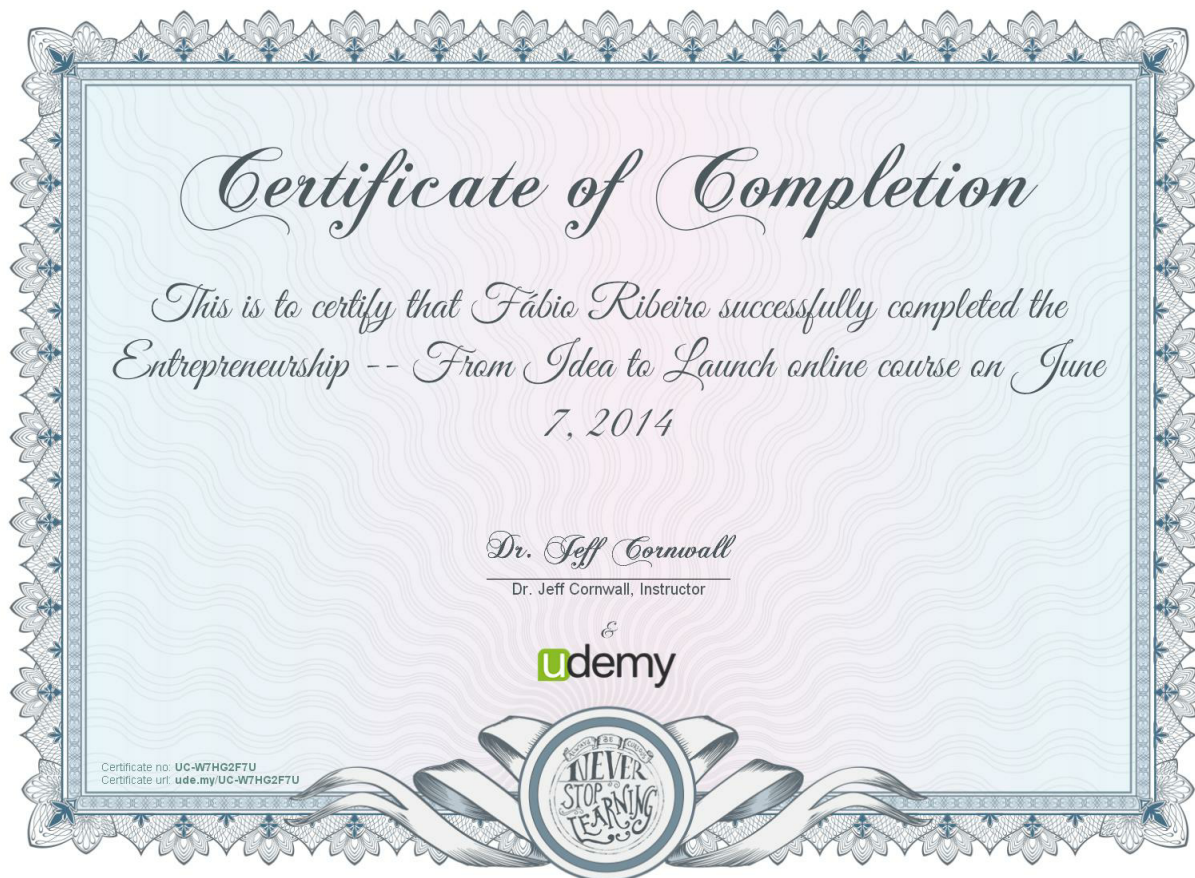 Certificate of Completion
This is to certify that Fábio Ribeiro successfully completed the
Entrepreneurship -- From Idea to Launch online course on June
7, 2014
Dr. Jeff Cornwall
Dr. Jeff Cornwall, Instructor
&
udemy
Certificate no: UC-W7HG2F7U
Certificate url: ude.my/UC-W7HG2F7U
NEVER
STOP
LEARNING